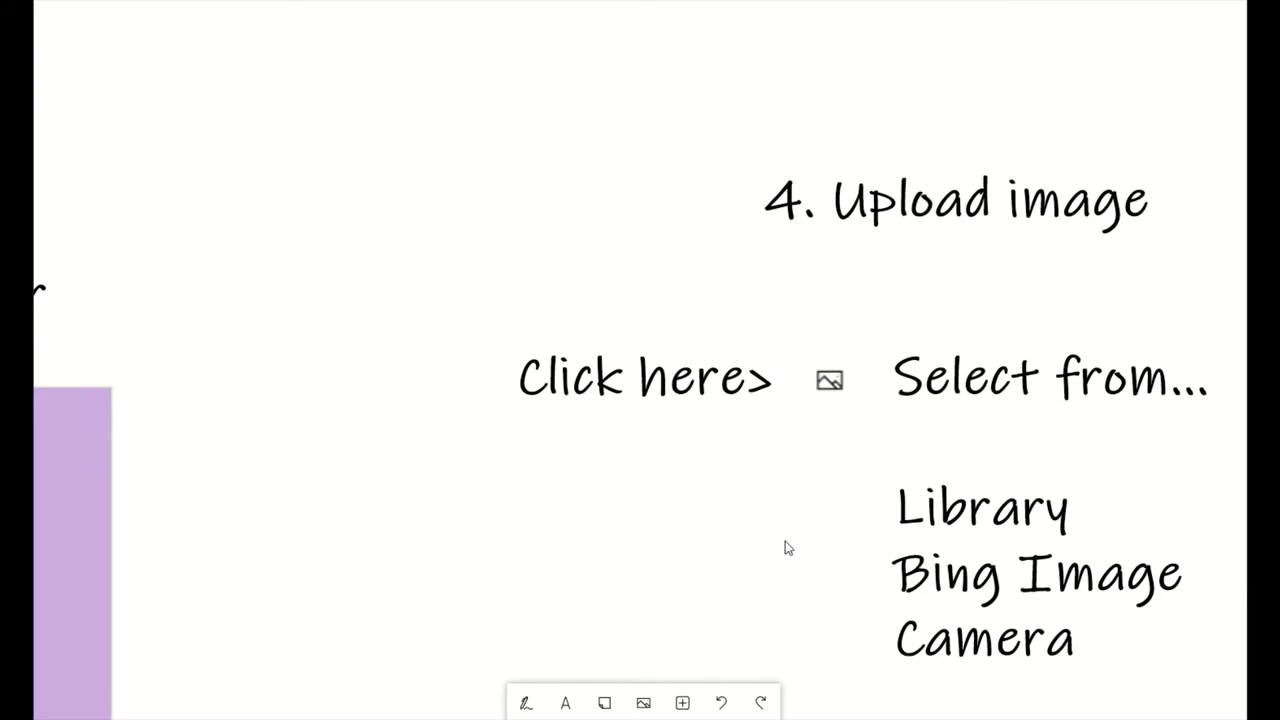 4. Upload image
r
Click here> Select from...
Library
Bing Image
Camera
A